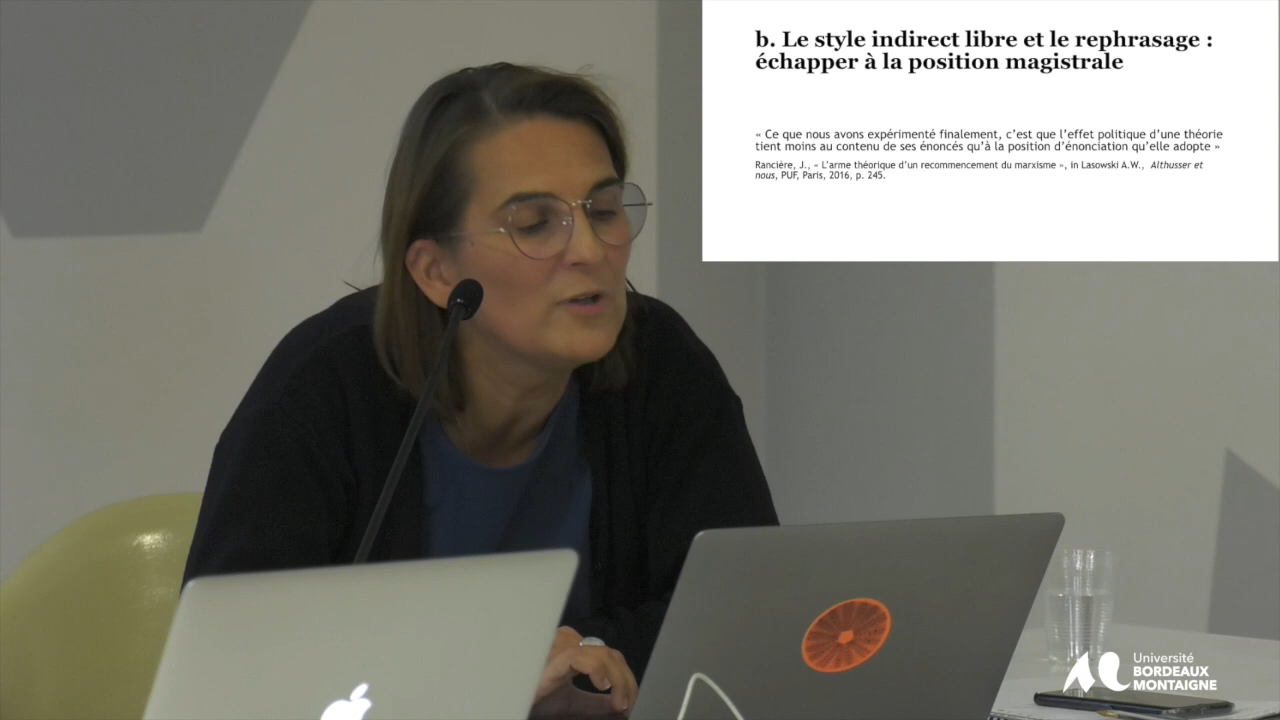 b. Le style indirect libre et le rephrasage :
échapper à la position magistrale
« Ce que nous avons expérimenté finalement, c'est que l'effet politique d'une théorie
tient moins au contenu de ses énoncés qu'à la position d'énonciation qu'elle adopte »
Rancière, J., « L'arme théorique d'un recommencement du marxisme », in Lasowski A.W., Althusser et
nous, PUF, Paris, 2016, p. 245.
Université
BORDEAUX
MONTAIGNE